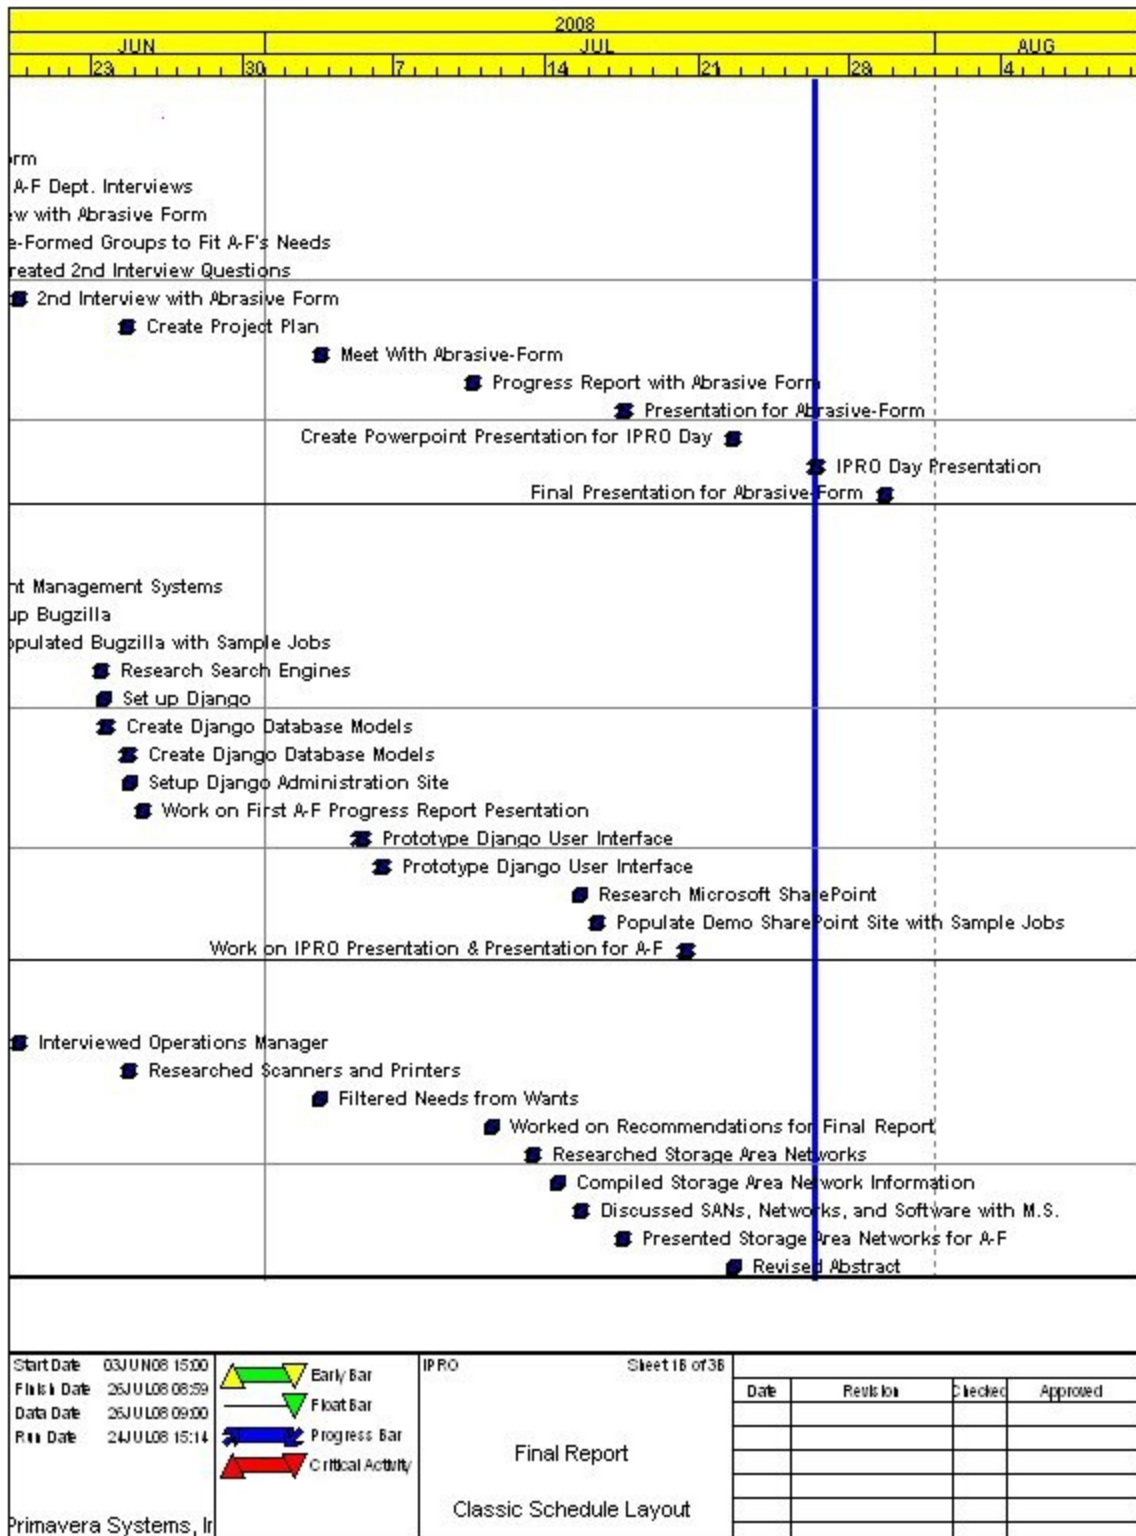 2008
JUN JUL AUG
23 30 7 14 21 28 4
rm
A-F Dept. Interviews
ew with Abrasive Form
e-Formed Groups to Fit A-F's Needs
reated 2nd Interview Questions
2nd Interview with Abrasive Form
Create Project Plan
Meet With Abrasive-Form
Progress Report with Abrasive Form
Presentation for Abrasive-Form
Create Powerpoint Presentation for IPRO Day
IPRO Day Presentation
Final Presentation for Abrasive-Form
nt Management Systems
up Bugzilla
opulated Bugzilla with Sample Jobs
Research Search Engines
Set up Django
Create Django Database Models
Create Django Database Models
Setup Django Administration Site
Work on First A-F Progress Report Pesentation
Prototype Django User Interface
Prototype Django User Interface
Research Microsoft SharePoint
Populate Demo SharePoint Site with Sample Jobs
Work on IPRO Presentation & Presentation for A-F
Interviewed Operations Manager
Researched Scanners and Printers
Filtered Needs from Wants
Worked on Recommendations for Final Report
Researched Storage Area Networks
Compiled Storage Area Network Information
Discussed SANs, Networks, and Software with M.S.
Presented Storage Area Networks for A-F
Revised Abstract
Start Date 03JUN08 15:00
Finish Date 26JUL08 08:59
Data Date 26JUL08 09:00
Run Date 24JUL08 15:14
Primavera Systems, In
Early Bar
Float Bar
Progress Bar
Critical Activity
IPRO Sheet 1B of 3B
Final Report
Classic Schedule Layout
Date Revision Checked Approved